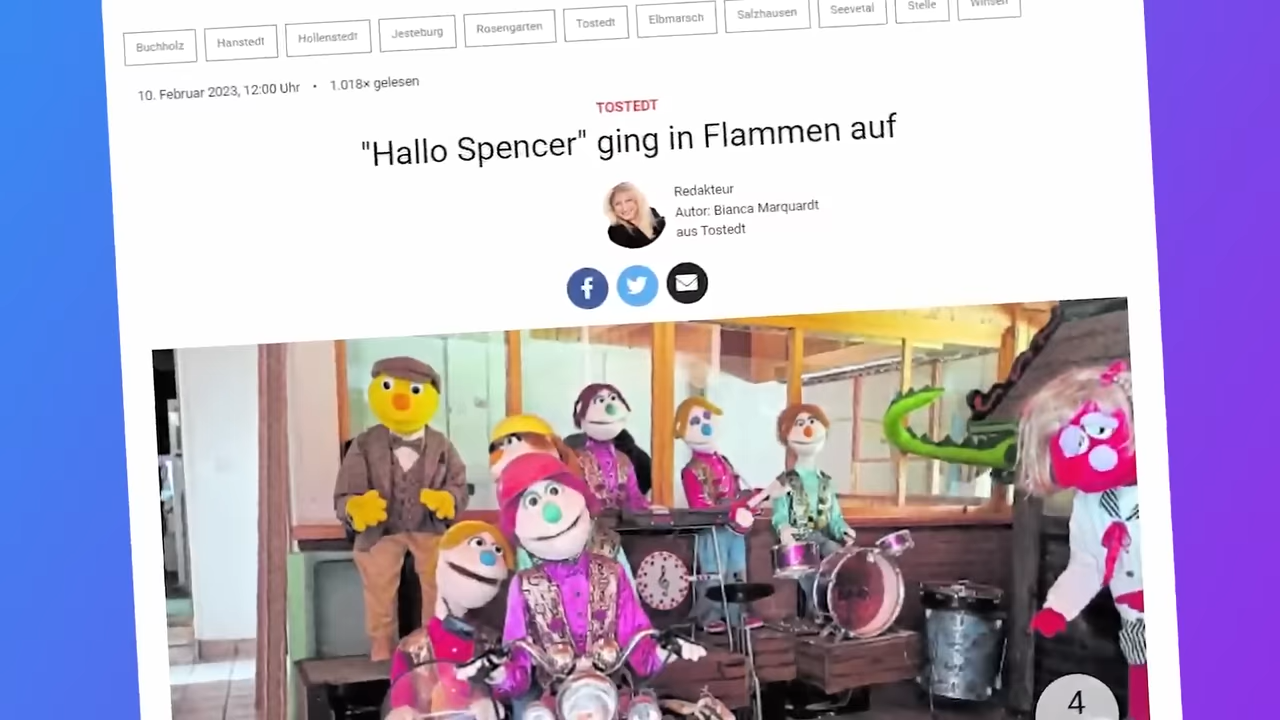 Buchholz
Hanstedt
Hollenstedt
Jesteburg
Rosengarten
Tostedt
Elbmarsch
Salzhausen
Seevetal
Stelle
Winsen
10. Februar 2023, 12:00 Uhr • 1.018× gelesen
TOSTEDT
"Hallo Spencer" ging in Flammen auf
Redakteur
Autor: Bianca Marquardt
aus Tostedt
4